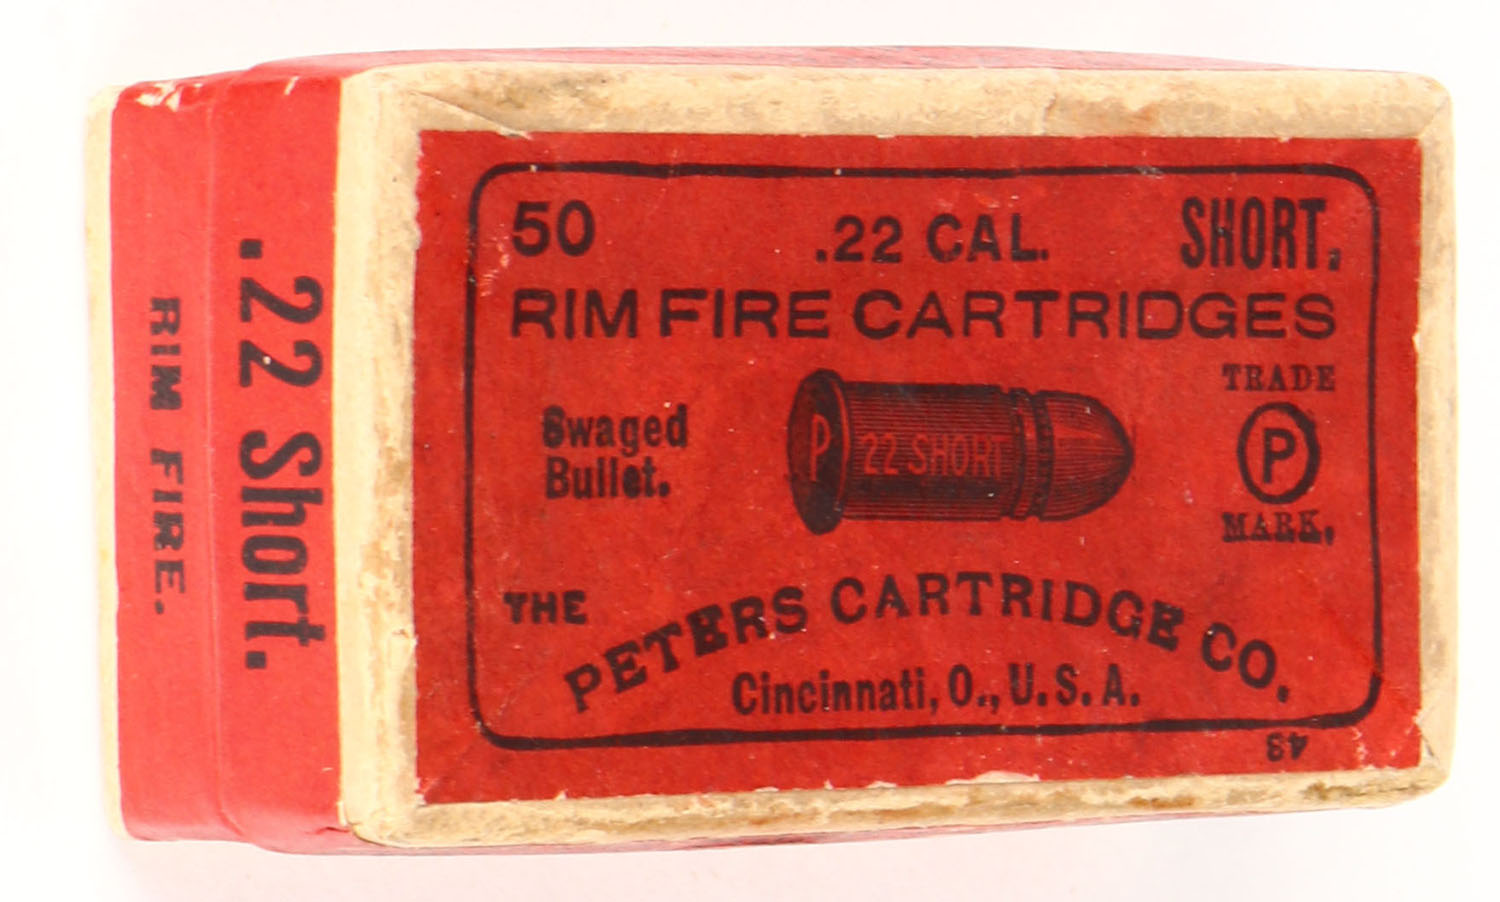 50 .22 CAL. SHORT.
RIM FIRE CARTRIDGES
Swaged
Bullet.
P 22 SHORT
TRADE
P
MARK.
THE
PETERS CARTRIDGE CO.
Cincinnati, O., U.S.A.
43
.22 Short.
RIM FIRE.